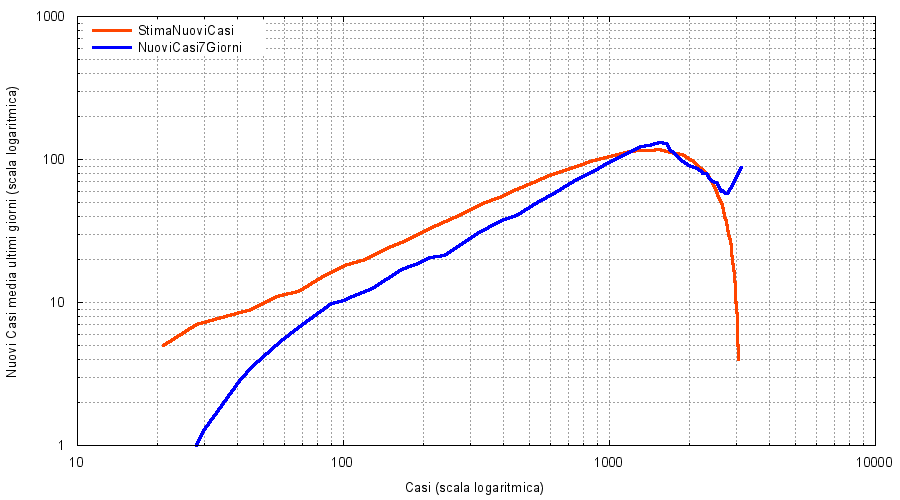 1000
StimaNuoviCasi
NuoviCasi7Giorni
100
10
1
10
100
1000
10000
Nuovi Casi media ultimi giorni (scala logaritmica)
Casi (scala logaritmica)